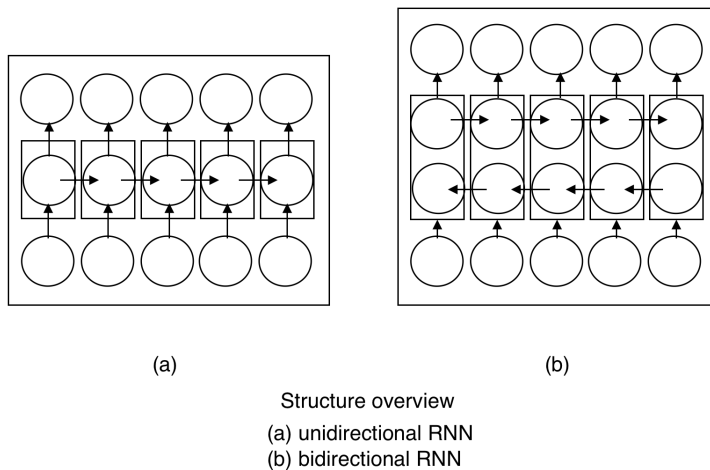 (a)
(b)
Structure overview
(a) unidirectional RNN
(b) bidirectional RNN